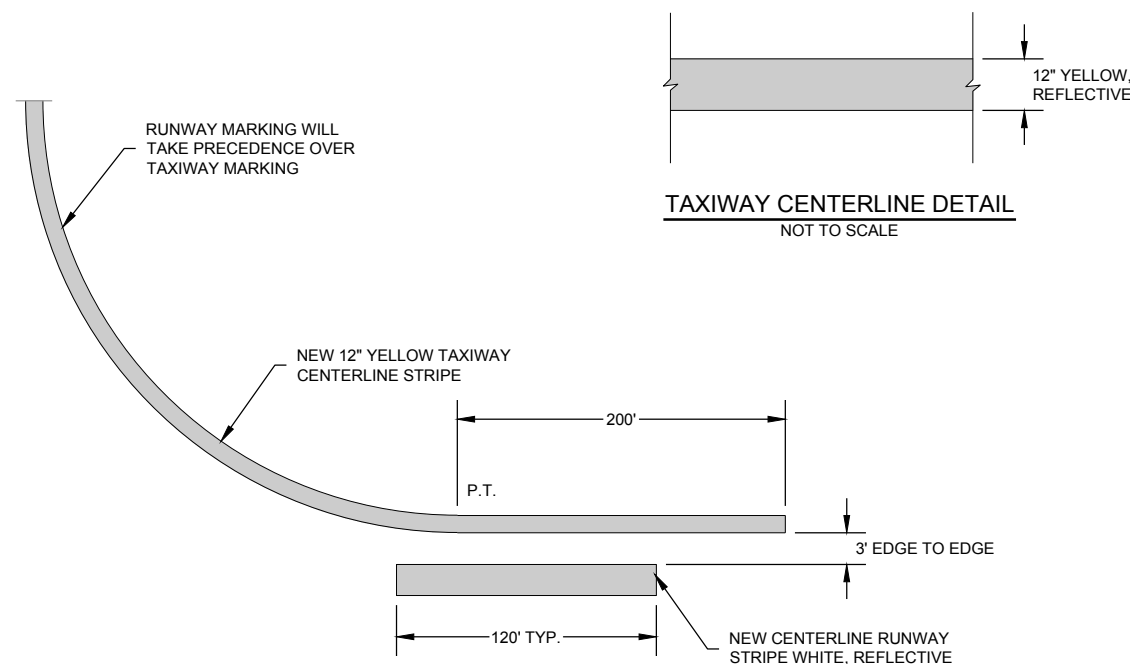 12" YELLOW,
REFLECTIVE
TAXIWAY CENTERLINE DETAIL
NOT TO SCALE
RUNWAY MARKING WILL
TAKE PRECEDENCE OVER
TAXIWAY MARKING
NEW 12" YELLOW TAXIWAY
CENTERLINE STRIPE
200'
P.T.
3' EDGE TO EDGE
120' TYP.
NEW CENTERLINE RUNWAY
STRIPE WHITE, REFLECTIVE